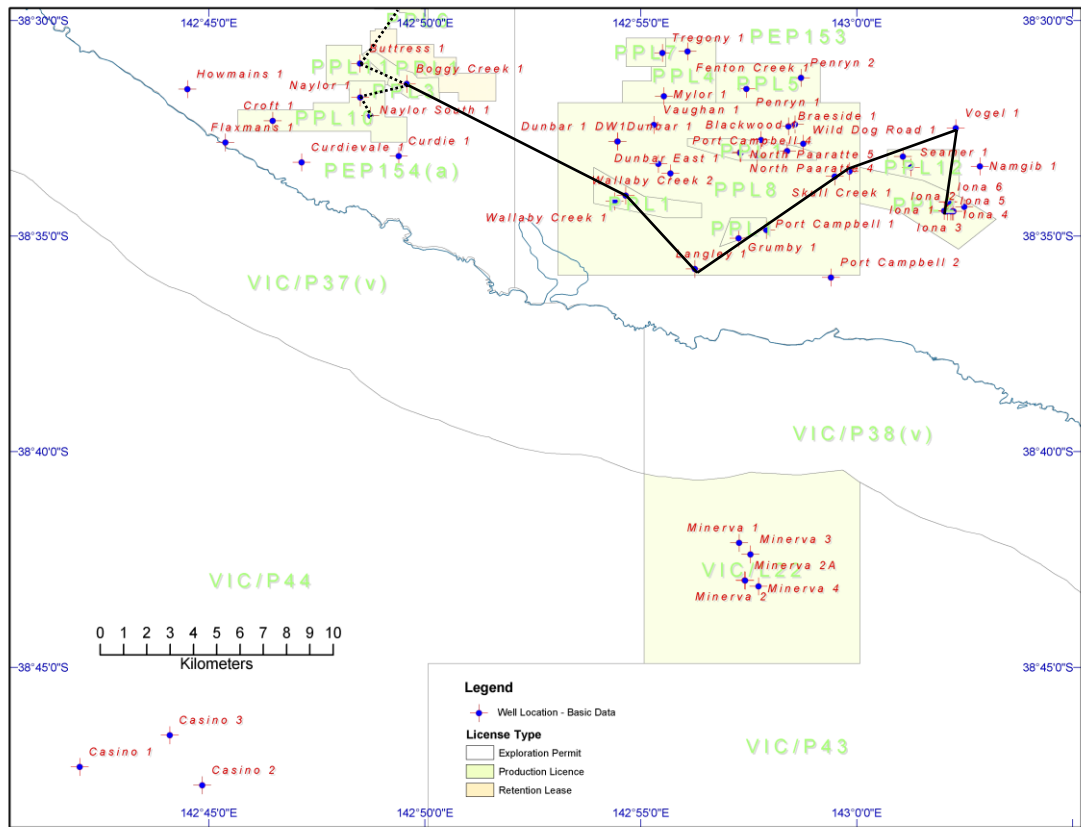 38°30'0"S
142°45'0"E
142°50'0"E
142°55'0"E
143°0'0"E
38°30'0"S
Buttress 1
Tregony 1
PEP153
PPL7
Howmains 1
Boggy Creek 1
Fenton Creek 1
Penryn 2
PPL4
PPL5
Naylor 1
PPL3
Mylor 1
Penryn 1
Croft 1
Naylor South 1
Vaughan 1
Braeside 1
Vogel 1
PPL10
Flaxmans 1
Dunbar 1 DW1
Dunbar 1
Blackwood
Wild Dog Road 1
Curdie 1
Port Campbell 4
Curdievale 1
North Paaratte 5
Seamer 1
PEP154(a)
Dunbar East 1
North Paaratte 4
PPL12
Namgib 1
Wallaby Creek 2
PPL8
Skull Creek 1
Iona 6
PPL1
Iona 2
Iona 5
Wallaby Creek 1
Iona 1
Iona 4
Port Campbell 1
Iona 3
38°35'0"S
38°35'0"S
Langley 1
Grumby 1
Port Campbell 2
VIC/P37(v)
VIC/P38(v)
38°40'0"S
38°40'0"S
Minerva 1
Minerva 3
VIC/P44
VIC/L22
Minerva 2A
Minerva 2
Minerva 4
0 1 2 3 4 5 6 7 8 9 10
Kilometers
38°45'0"S
38°45'0"S
Legend
Well Location - Basic Data
License Type
Exploration Permit
Production Licence
Retention Lease
Casino 3
Casino 1
Casino 2
VIC/P43
142°45'0"E
142°50'0"E
142°55'0"E
143°0'0"E